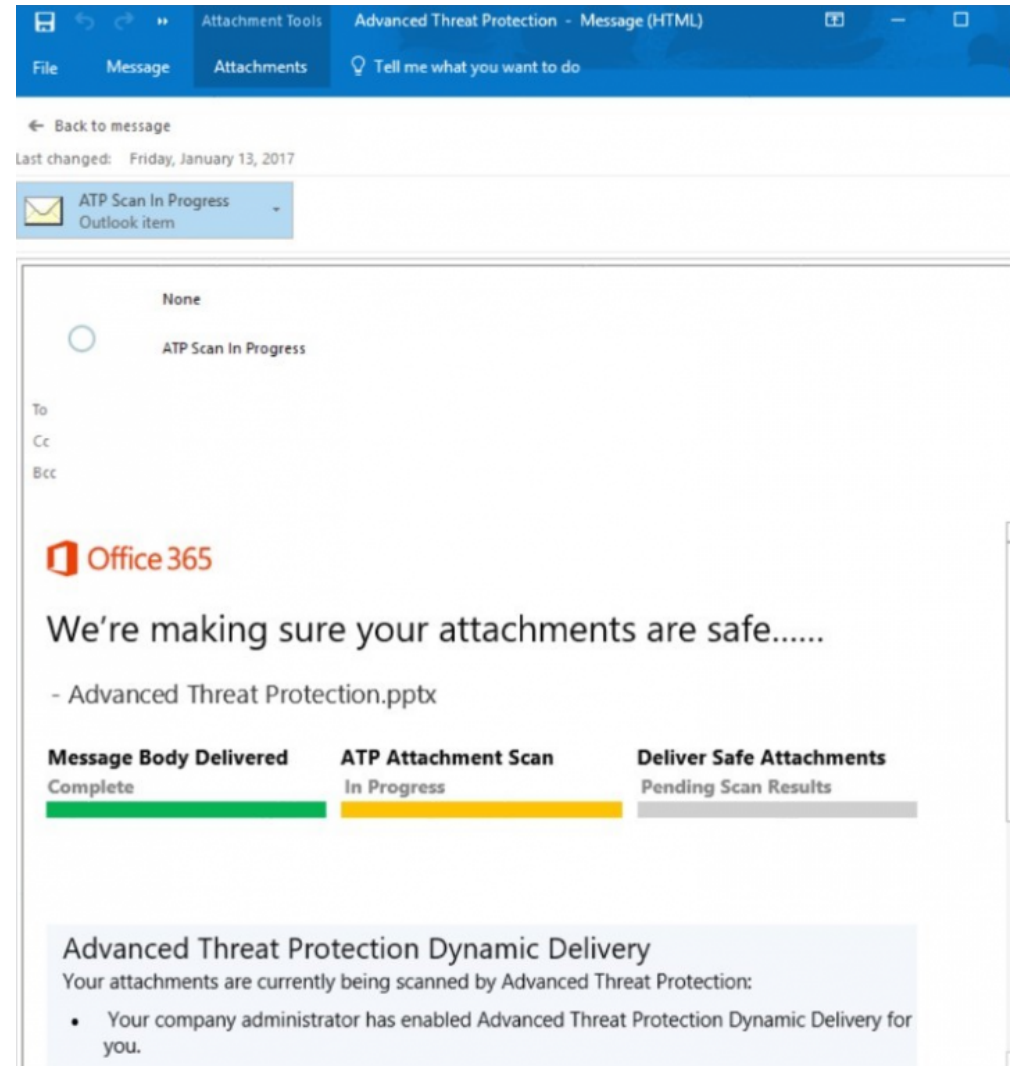 Attachment Tools Advanced Threat Protection - Message (HTML)
File Message Attachments Tell me what you want to do
Back to message
Last changed: Friday, January 13, 2017
ATP Scan In Progress
Outlook item
None
ATP Scan In Progress
To
Cc
Bcc
Office 365
We're making sure your attachments are safe......
- Advanced Threat Protection.pptx
Message Body Delivered ATP Attachment Scan Deliver Safe Attachments
Complete In Progress Pending Scan Results
Advanced Threat Protection Dynamic Delivery
Your attachments are currently being scanned by Advanced Threat Protection:
• Your company administrator has enabled Advanced Threat Protection Dynamic Delivery for
you.